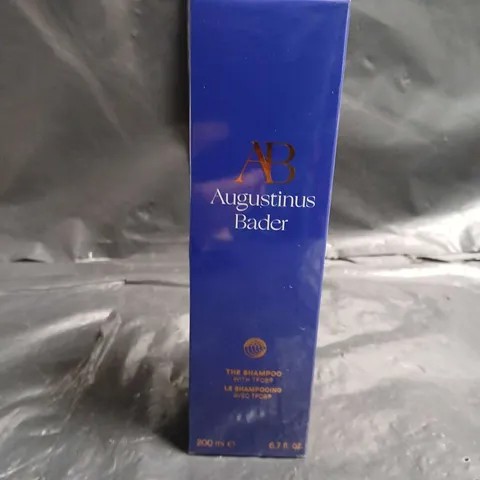 AB
Augustinus
Bader
THE SHAMPOO
WITH TFC8®
LE SHAMPOOING
AVEC TFC8®
200 ml ℮ 6.7 fl. oz.